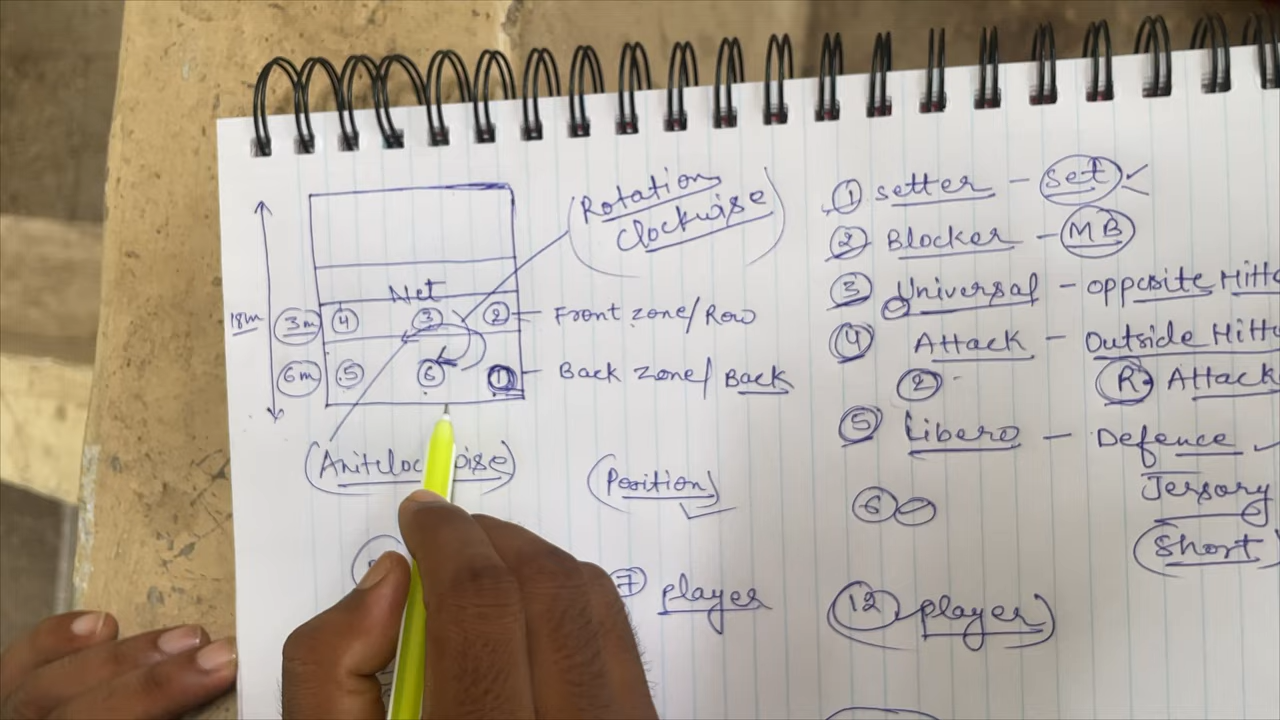 Rotation
clockwise
Net
18m
3m 4 3 2 Front zone/Row
6m 5 6 1 Back zone/Back
Position
7 player
1 Setter - Set
2 Blocker - MB
3 Universal - opposite
4 Attack - Outside
2 R Attack
5 Libero - Defence
Jersory
Short
6
12 player